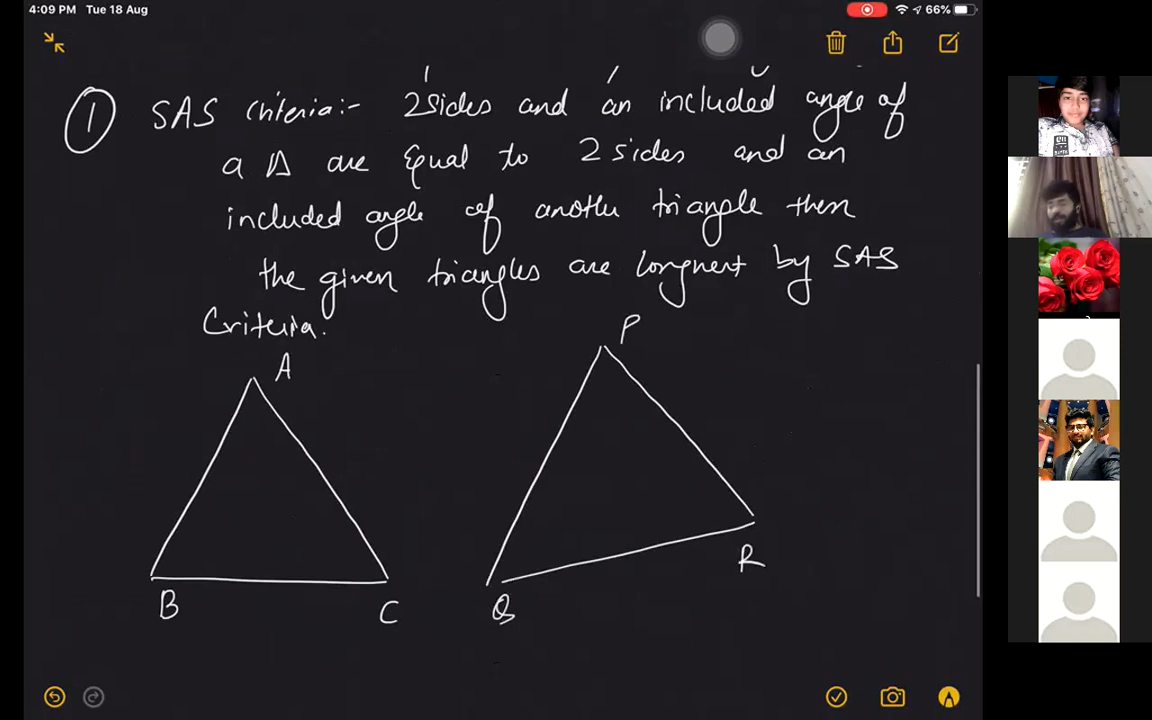 4:09 PM Tue 18 Aug
66%
1 SAS Criteria:- 2 sides and an included angle of
a Δ are Equal to 2 sides and an
included angle of another triangle then
the given triangles are Congruent by SAS
Criteria.
A
P
B
C
Q
R